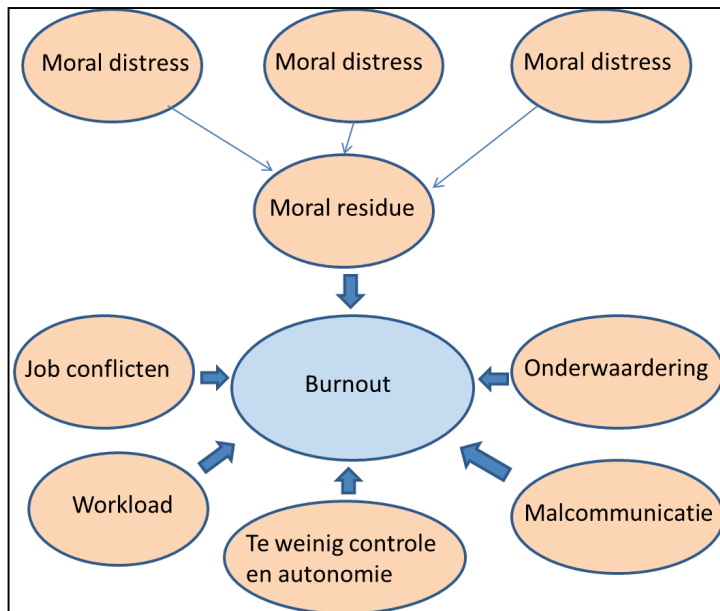 Moral distress
Moral distress
Moral distress
Moral residue
Job conflicten
Burnout
Onderwaardering
Workload
Te weinig controle
en autonomie
Malcommunicatie